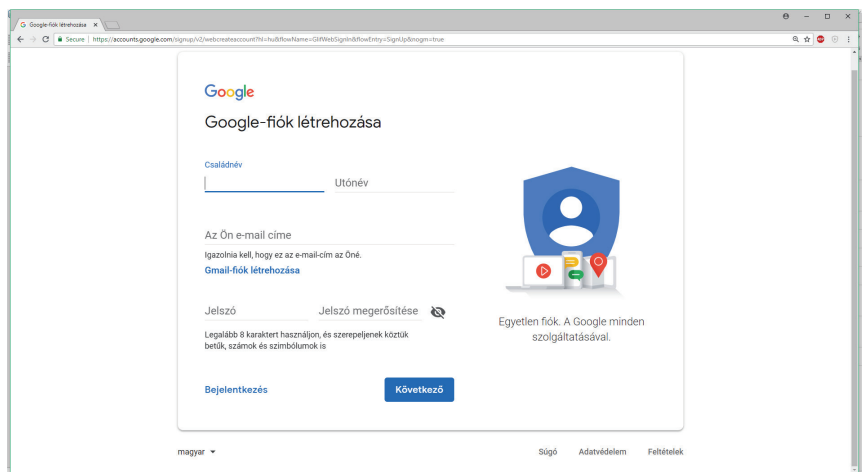 Google-fiók létrehozása
Secure
https://accounts.google.com/signup/v2/webcreateaccount?hl=hu&flowName=GlifWebSignIn&flowEntry=SignUp&nogm=true
Google
Google-fiók létrehozása
Családnév
Utónév
Az Ön e-mail címe
Igazolnia kell, hogy ez az e-mail-cím az Öné.
Gmail-fiók létrehozása
Jelszó
Jelszó megerősítése
Legalább 8 karaktert használjon, és szerepeljenek köztük
betűk, számok és szimbólumok is
Bejelentkezés
Következő
Egyetlen fiók. A Google minden
szolgáltatásával.
magyar
Súgó
Adatvédelem
Feltételek